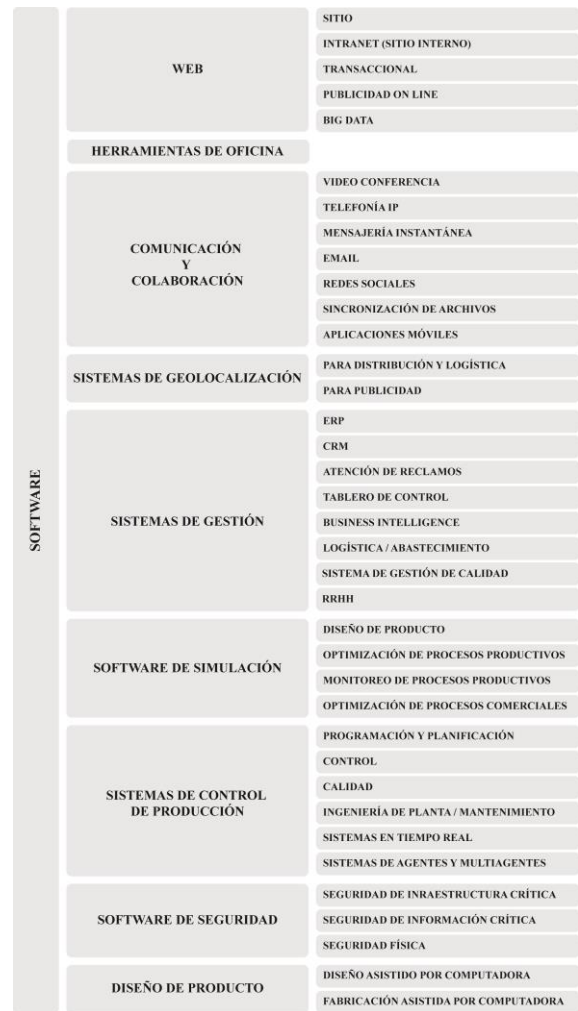 SOFTWARE
WEB
SITIO
INTRANET (SITIO INTERNO)
TRANSACCIONAL
PUBLICIDAD ON LINE
BIG DATA
HERRAMIENTAS DE OFICINA
COMUNICACIÓN
Y
COLABORACIÓN
VIDEO CONFERENCIA
TELEFONÍA IP
MENSAJERÍA INSTANTÁNEA
EMAIL
REDES SOCIALES
SINCRONIZACIÓN DE ARCHIVOS
APLICACIONES MÓVILES
SISTEMAS DE GEOLOCALIZACIÓN
PARA DISTRIBUCIÓN Y LOGÍSTICA
PARA PUBLICIDAD
SISTEMAS DE GESTIÓN
ERP
CRM
ATENCIÓN DE RECLAMOS
TABLERO DE CONTROL
BUSINESS INTELLIGENCE
LOGÍSTICA / ABASTECIMIENTO
SISTEMA DE GESTIÓN DE CALIDAD
RRHH
SOFTWARE DE SIMULACIÓN
DISEÑO DE PRODUCTO
OPTIMIZACIÓN DE PROCESOS PRODUCTIVOS
MONITOREO DE PROCESOS PRODUCTIVOS
OPTIMIZACIÓN DE PROCESOS COMERCIALES
SISTEMAS DE CONTROL
DE PRODUCCIÓN
PROGRAMACIÓN Y PLANIFICACIÓN
CONTROL
CALIDAD
INGENIERÍA DE PLANTA / MANTENIMIENTO
SISTEMAS EN TIEMPO REAL
SISTEMAS DE AGENTES Y MULTIAGENTES
SOFTWARE DE SEGURIDAD
SEGURIDAD DE INRAESTRUCTURA CRÍTICA
SEGURIDAD DE INFORMACIÓN CRÍTICA
SEGURIDAD FÍSICA
DISEÑO DE PRODUCTO
DISEÑO ASISTIDO POR COMPUTADORA
FABRICACIÓN ASISTIDA POR COMPUTADORA